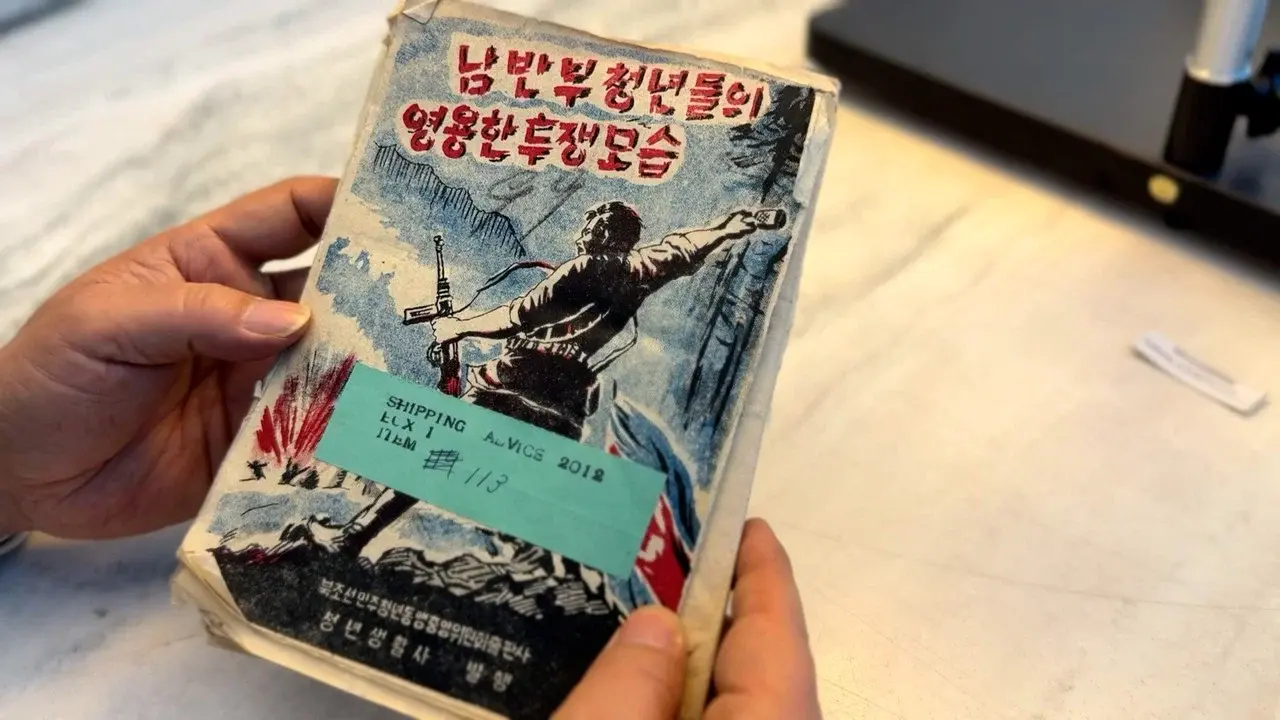 남반부청년들의
영용한투쟁모습
SHIPPING ADVICE 2012
BOX I
ITEM 113
북조선민주청년동맹중앙위원회출판사
청년생활사 발행